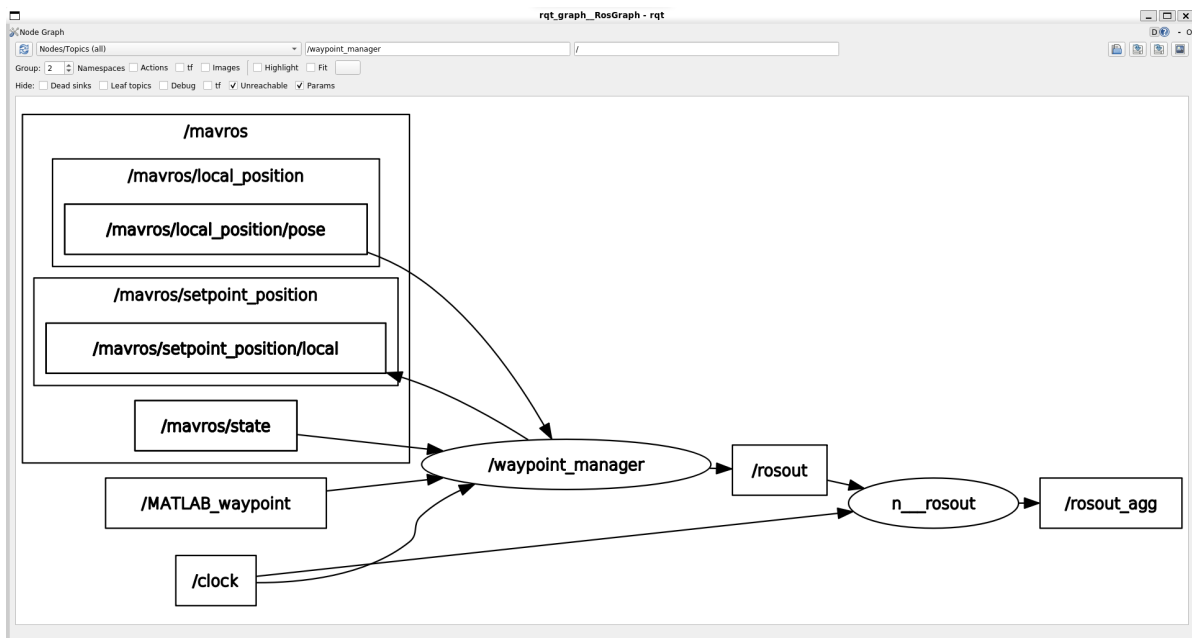 rqt_graph__RosGraph - rqt
Node Graph
D - O
Nodes/Topics (all) /waypoint_manager /
Group: 2 Namespaces Actions tf Images Highlight Fit
Hide: Dead sinks Leaf topics Debug tf Unreachable Params
/mavros
/mavros/local_position
/mavros/local_position/pose
/mavros/setpoint_position
/mavros/setpoint_position/local
/mavros/state
/waypoint_manager
/rosout
/MATLAB_waypoint
n___rosout
/rosout_agg
/clock